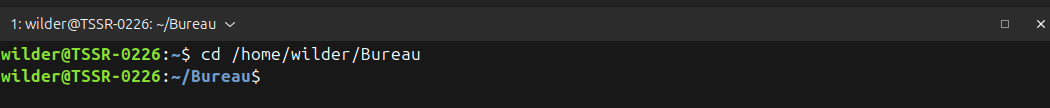 1: wilder@TSSR-0226: ~/Bureau
wilder@TSSR-0226:~$ cd /home/wilder/Bureau
wilder@TSSR-0226:~/Bureau$